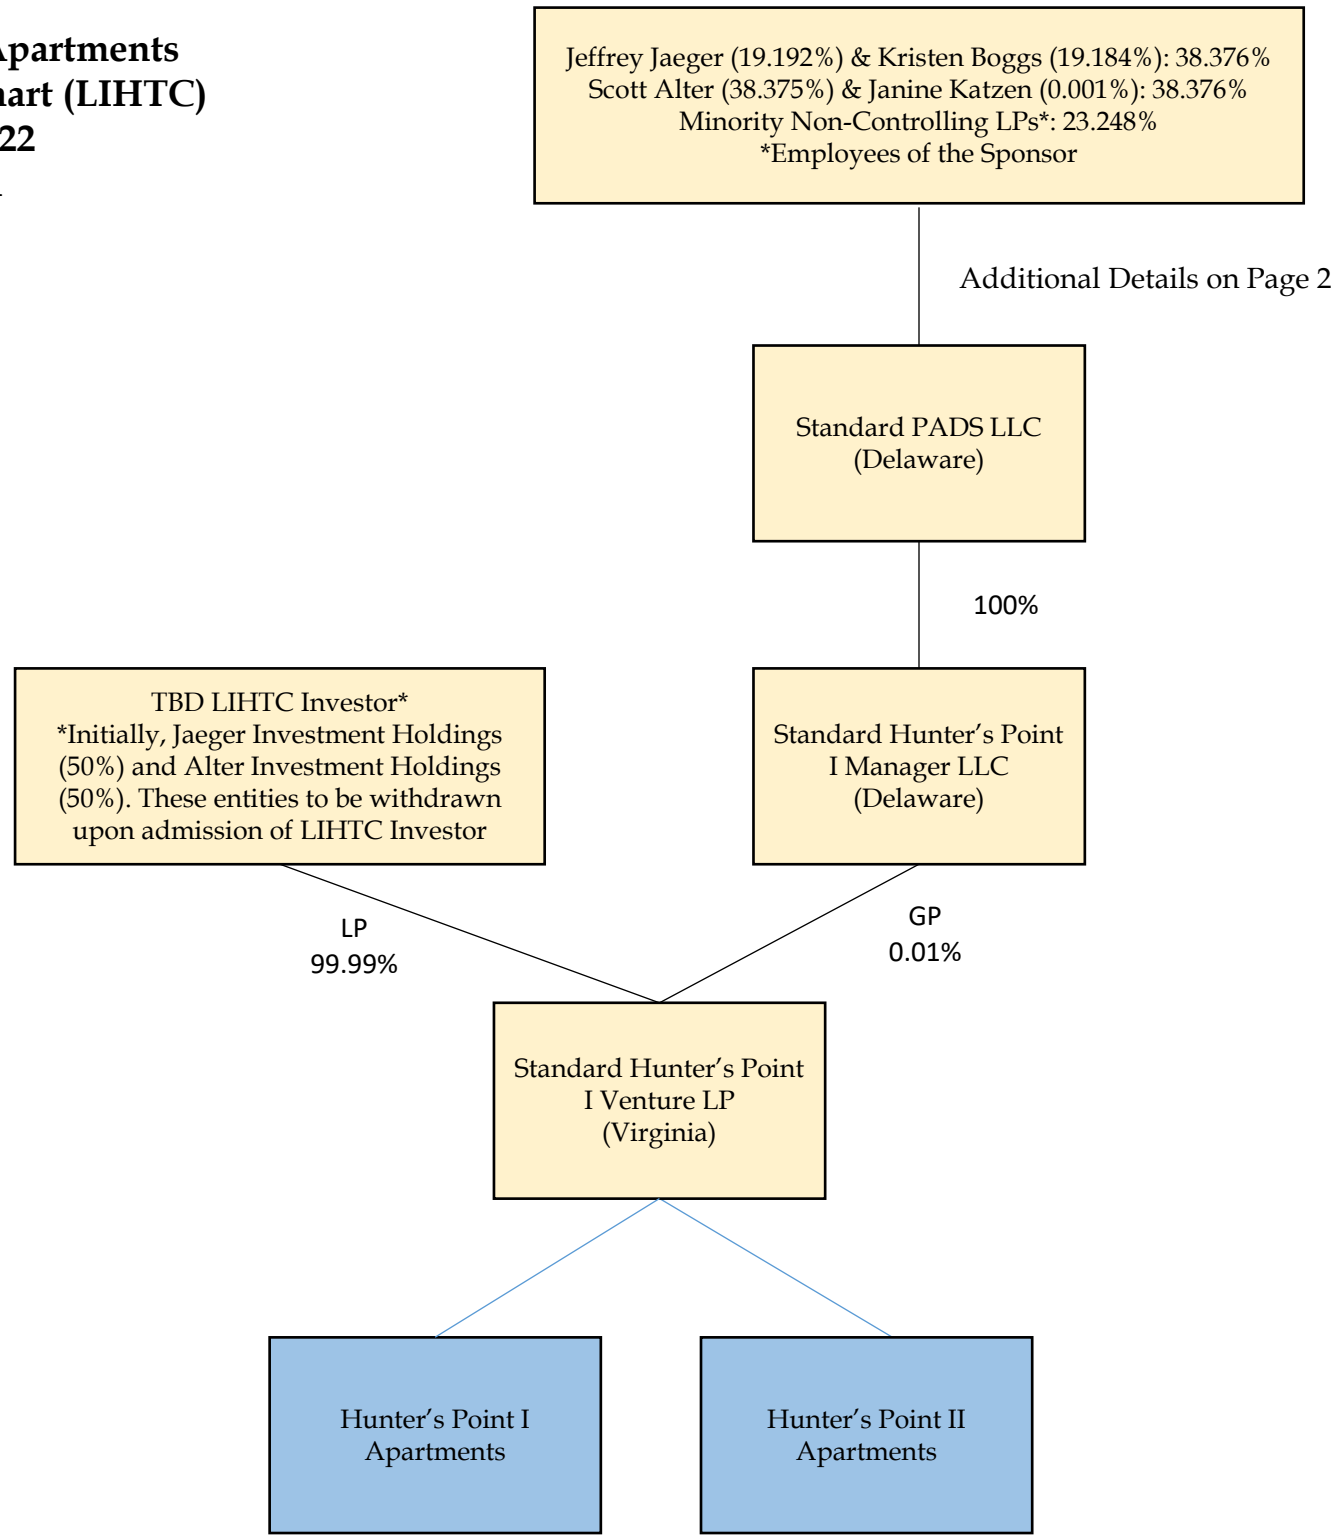 Apartments
art (LIHTC)
22
Jeffrey Jaeger (19.192%) & Kristen Boggs (19.184%): 38.376%
Scott Alter (38.375%) & Janine Katzen (0.001%): 38.376%
Minority Non-Controlling LPs*: 23.248%
*Employees of the Sponsor
Additional Details on Page 2
Standard PADS LLC
(Delaware)
100%
TBD LIHTC Investor*
*Initially, Jaeger Investment Holdings
(50%) and Alter Investment Holdings
(50%). These entities to be withdrawn
upon admission of LIHTC Investor
Standard Hunter’s Point
I Manager LLC
(Delaware)
LP
99.99%
GP
0.01%
Standard Hunter’s Point
I Venture LP
(Virginia)
Hunter’s Point I
Apartments
Hunter’s Point II
Apartments